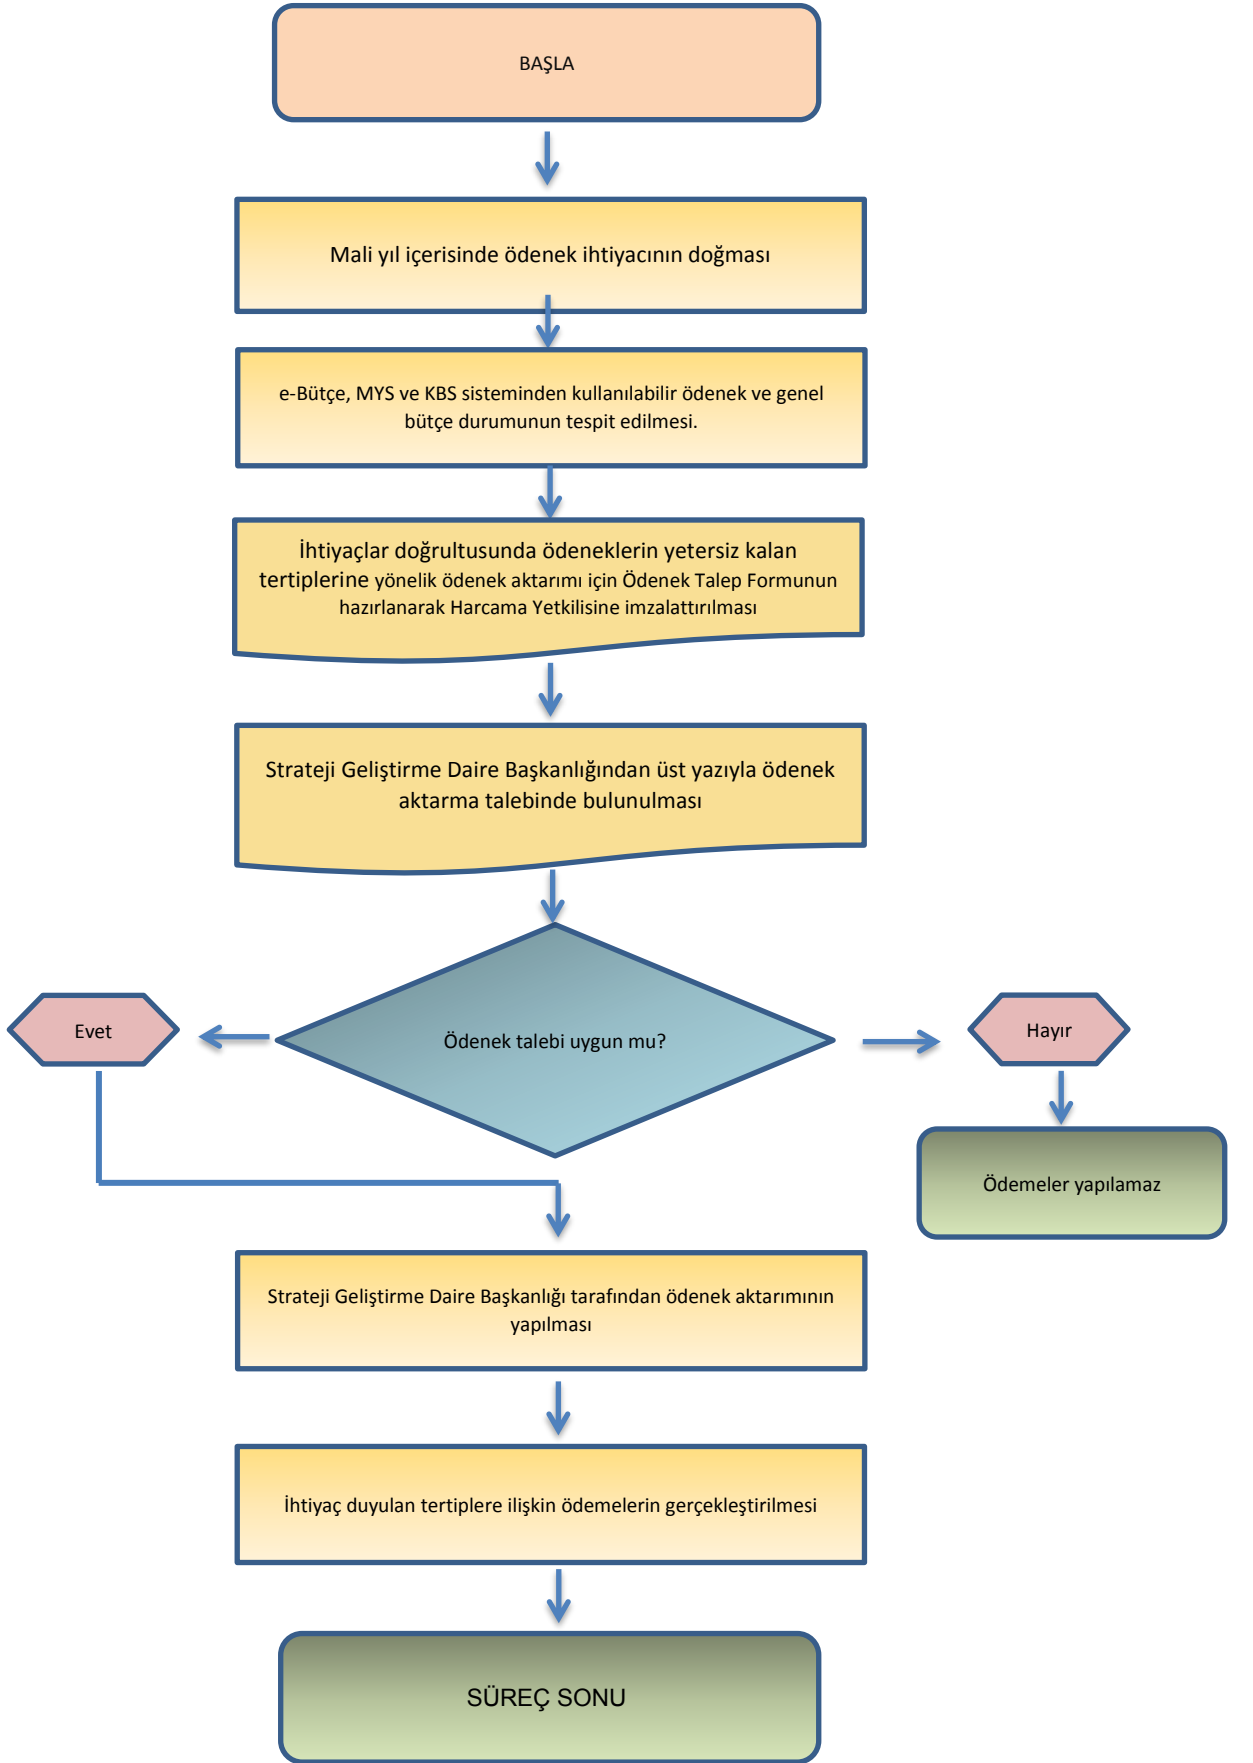 BAŞLA
Mali yıl içerisinde ödenek ihtiyacının doğması
e-Bütçe, MYS ve KBS sisteminden kullanılabilir ödenek ve genel
bütçe durumunun tespit edilmesi.
İhtiyaçlar doğrultusunda ödeneklerin yetersiz kalan
tertiplerine yönelik ödenek aktarımı için Ödenek Talep Formunun
hazırlanarak Harcama Yetkilisine imzalattırılması
Strateji Geliştirme Daire Başkanlığından üst yazıyla ödenek
aktarma talebinde bulunulması
Evet
Ödenek talebi uygun mu?
Hayır
Ödemeler yapılamaz
Strateji Geliştirme Daire Başkanlığı tarafından ödenek aktarımının
yapılması
İhtiyaç duyulan tertiplere ilişkin ödemelerin gerçekleştirilmesi
SÜREÇ SONU